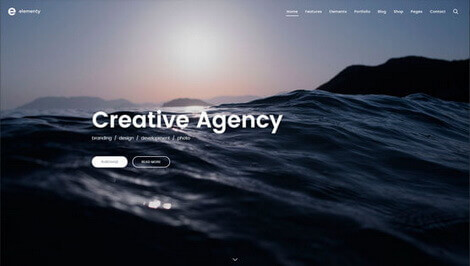 elementy
Home Features Elements Portfolio Blog Shop Pages Contact
Creative Agency
branding / design / development / photo
PURCHASE READ MORE